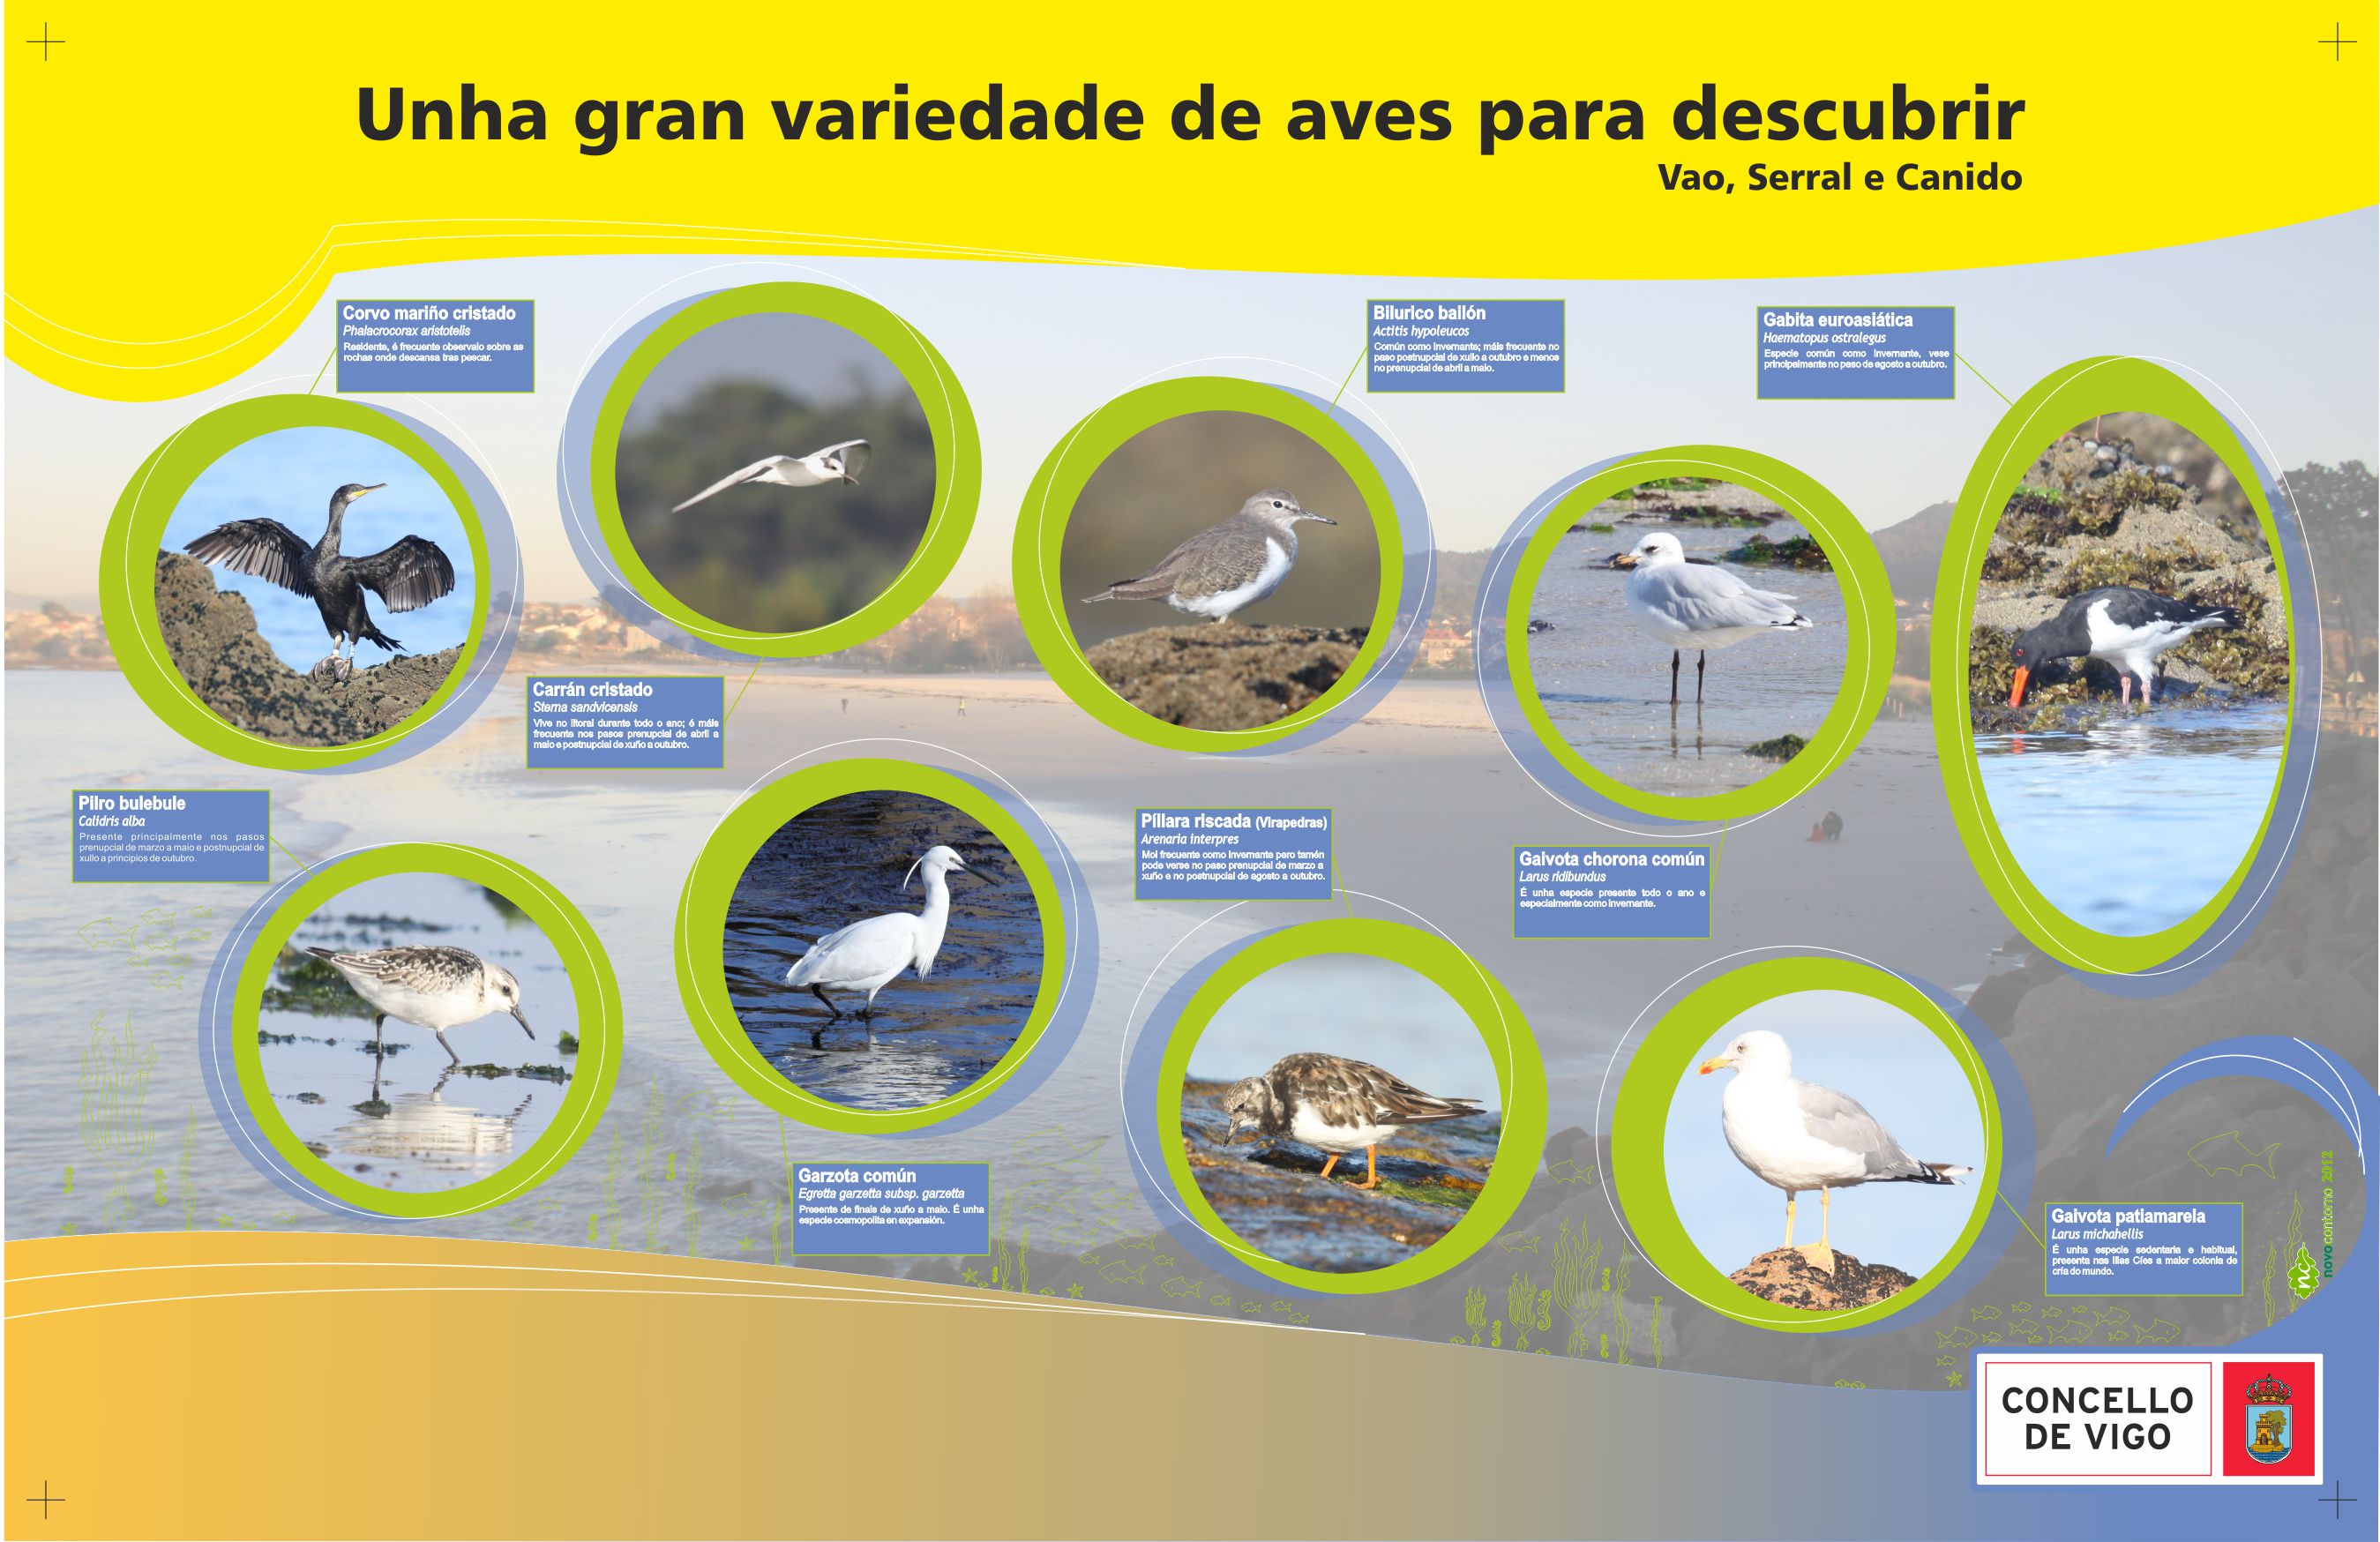 Unha gran variedade de aves para descubrir
Vao, Serral e Canido
Corvo mariño cristado
Phalacrocorax aristotelis
Residente, é frecuente observalo sobre as
rochas onde descansa tras pescar.
Bilurico bailón
Actitis hypoleucos
Común como invernante; máis frecuente no
paso postnupcial de xullo a outubro e menos
no prenupcial de abril a maio.
Gabita euroasiática
Haematopus ostralegus
Especie común como invernante, vese
principalmente no paso de agosto a outubro.
Carrán cristado
Sterna sandvicensis
Vive no litoral durante todo o ano; é máis
frecuente nos pasos prenupcial de abril a
maio e postnupcial de xuño a outubro.
Pilro bulebule
Calidris alba
Presente principalmente nos pasos
prenupcial de marzo a maio e postnupcial de
xullo a principios de outubro.
Píllara riscada (Virapedras)
Arenaria interpres
Moi frecuente como invernante pero tamén
pode verse no paso prenupcial de marzo a
xuño e no postnupcial de agosto a outubro.
Gaivota chorona común
Larus ridibundus
É unha especie presente todo o ano e
especialmente como invernante.
Garzota común
Egretta garzetta subsp. garzetta
Presente de finais de xuño a maio. É unha
especie cosmopolita en expansión.
Gaivota patiamarela
Larus michahellis
É unha especie sedentaria e habitual,
presenta nas Illas Cíes a maior colonia de
cría do mundo.
nc
novocontorno 2012
CONCELLO
DE VIGO